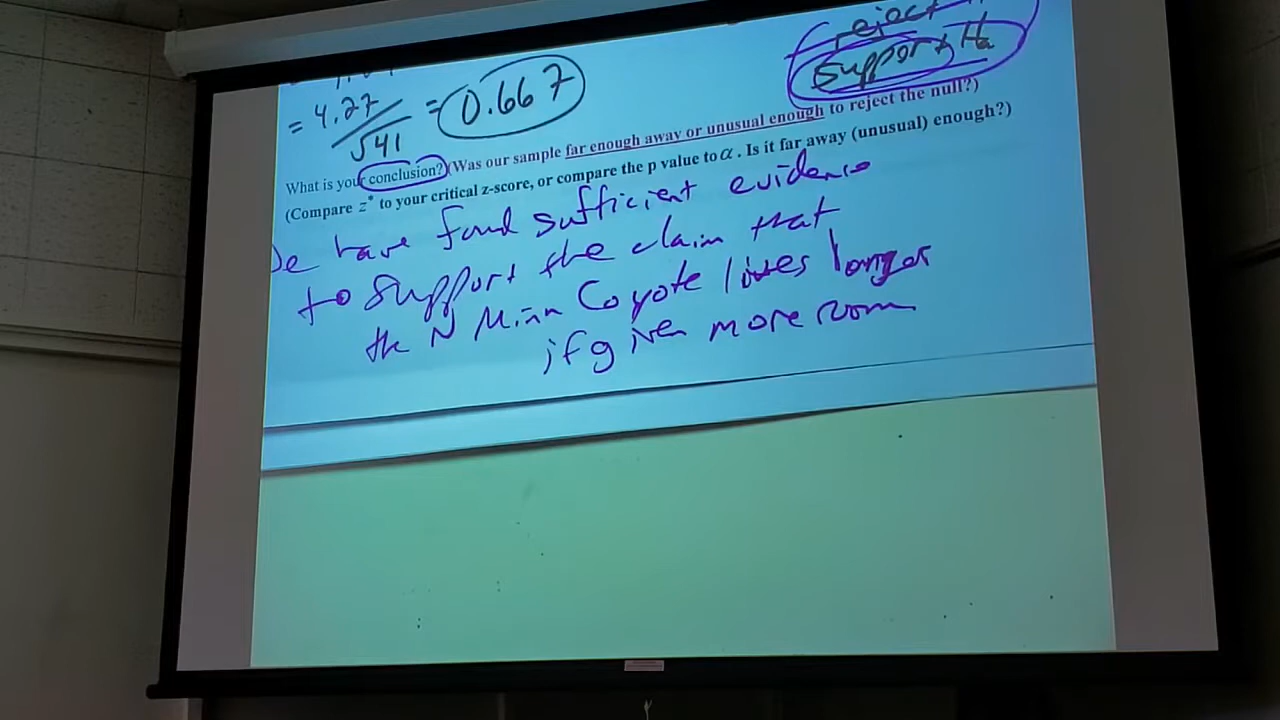 reject
support Ha
= 4.27 / √41 = 0.667
What is your conclusion? (Was our sample far enough away or unusual enough to reject the null?)
(Compare z* to your critical z-score, or compare the p value to α. Is it far away (unusual) enough?)
e have found sufficient evidence
to support the claim that
the N Minn Coyote lives longer
if given more room